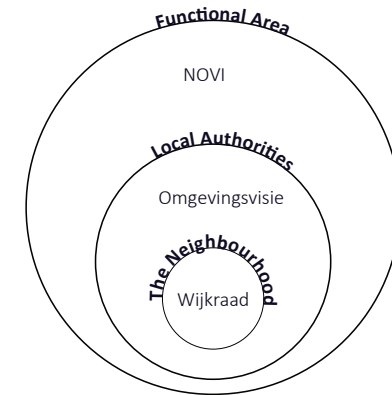 Functional Area
NOVI
Local Authorities
Omgevingsvisie
The Neighbourhood
Wijkraad